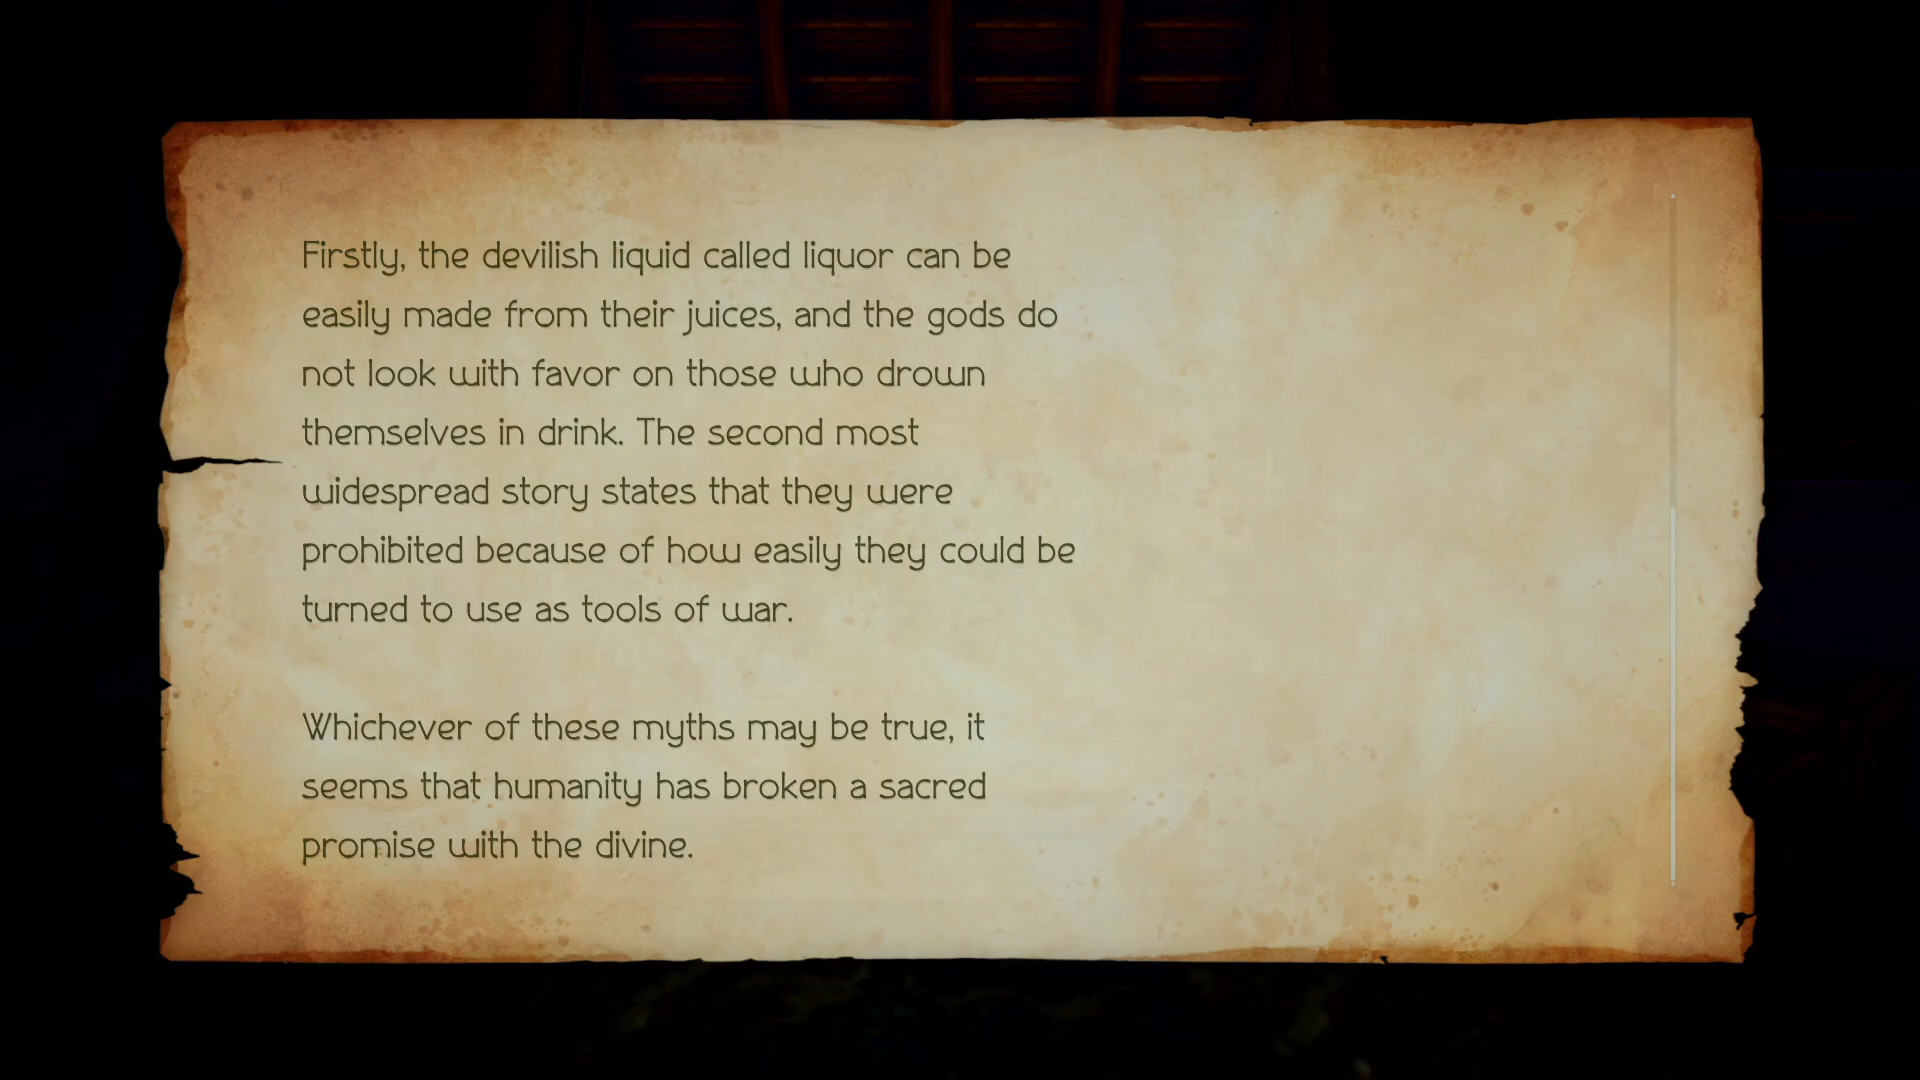 Firstly, the devilish liquid called liquor can be
easily made from their juices, and the gods do
not look with favor on those who drown
themselves in drink. The second most
widespread story states that they were
prohibited because of how easily they could be
turned to use as tools of war.
Whichever of these myths may be true, it
seems that humanity has broken a sacred
promise with the divine.